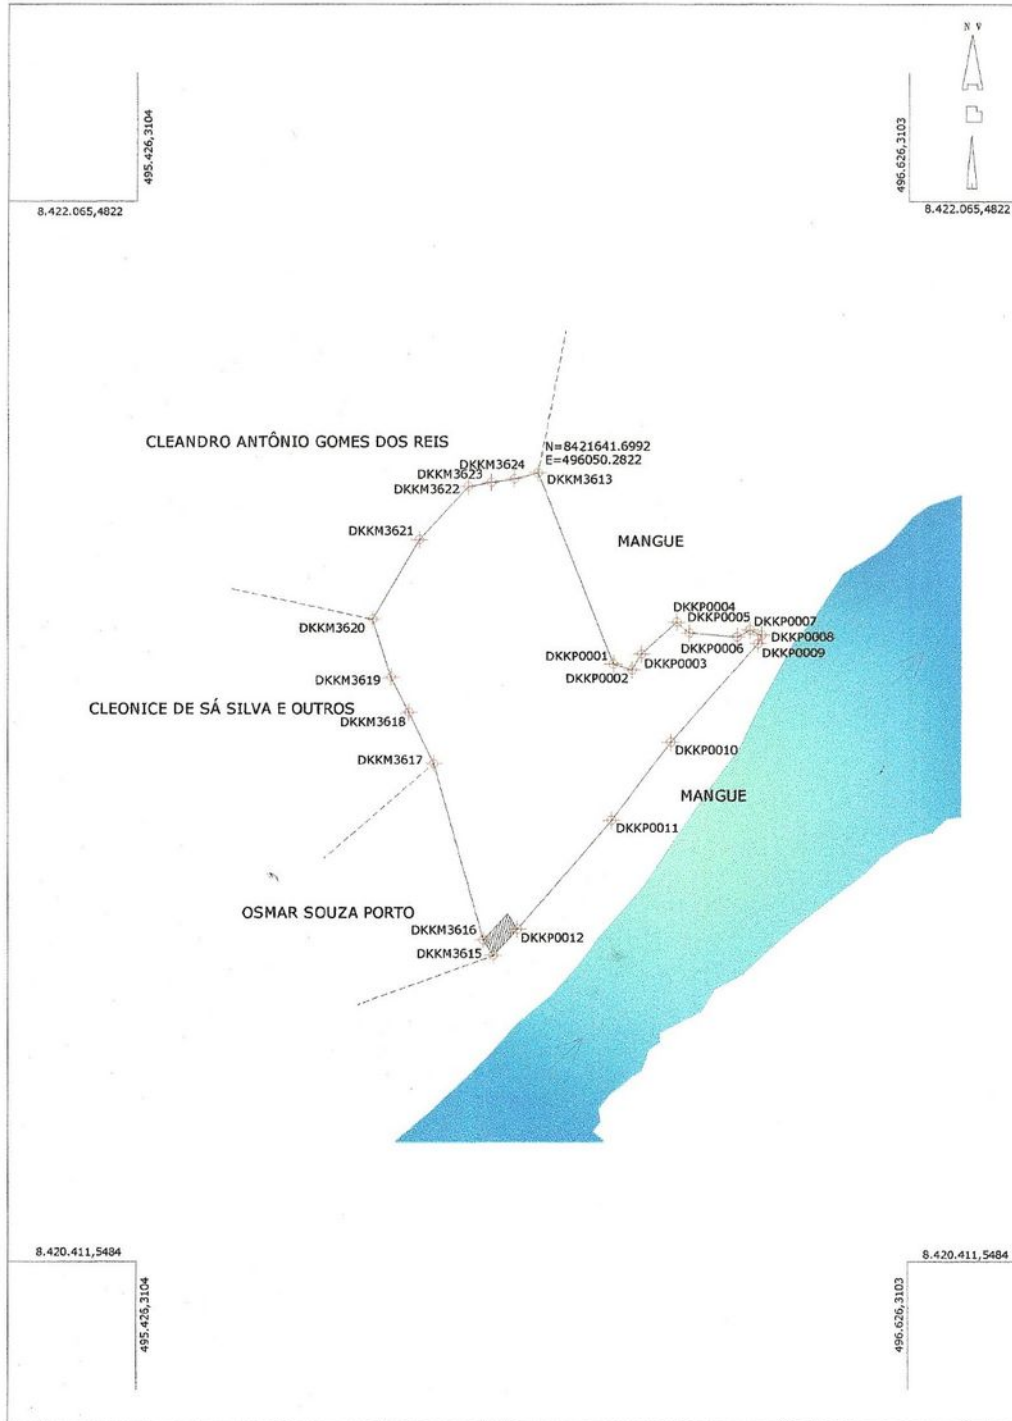 N V
495.426,3104
8.422.065,4822
496.626,3103
8.422.065,4822
CLEANDRO ANTÔNIO GOMES DOS REIS
N=8421641.6992
E=496050.2822
DKKM3624
DKKM3623
DKKM3622
DKKM3613
DKKM3621
MANGUE
DKKM3620
DKKP0004
DKKP0005
DKKP0007
DKKP0008
DKKP0006
DKKP0009
DKKP0001
DKKP0003
DKKP0002
DKKM3619
CLEONICE DE SÁ SILVA E OUTROS
DKKM3618
DKKM3617
DKKP0010
MANGUE
DKKP0011
OSMAR SOUZA PORTO
DKKM3616
DKKP0012
DKKM3615
8.420.411,5484
495.426,3104
8.420.411,5484
496.626,3103